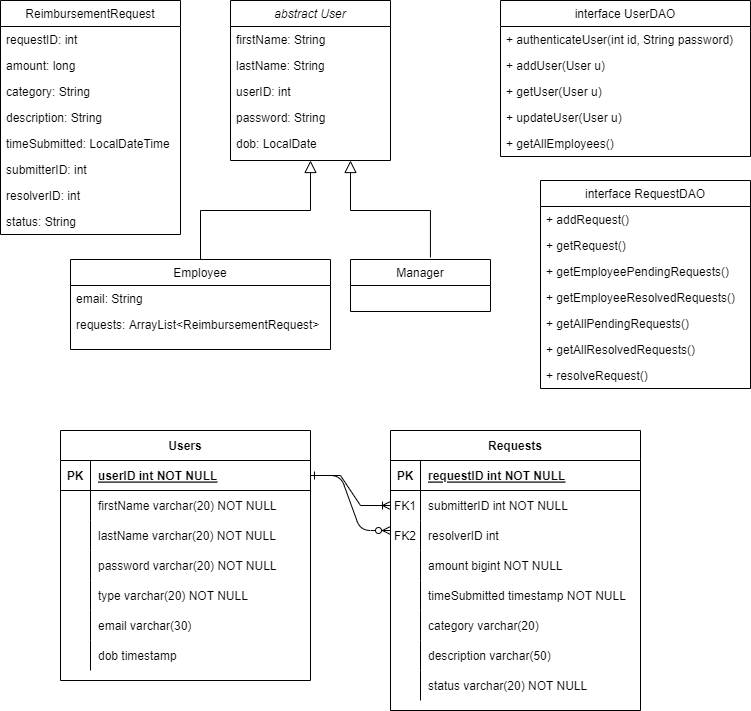 ReimbursementRequest
requestID: int
amount: long
category: String
description: String
timeSubmitted: LocalDateTime
submitterID: int
resolverID: int
status: String
abstract User
firstName: String
lastName: String
userID: int
password: String
dob: LocalDate
interface UserDAO
+ authenticateUser(int id, String password)
+ addUser(User u)
+ getUser(User u)
+ updateUser(User u)
+ getAllEmployees()
interface RequestDAO
+ addRequest()
+ getRequest()
+ getEmployeePendingRequests()
+ getEmployeeResolvedRequests()
+ getAllPendingRequests()
+ getAllResolvedRequests()
+ resolveRequest()
Employee
email: String
requests: ArrayList<ReimbursementRequest>
Manager
Users
PK userID int NOT NULL
firstName varchar(20) NOT NULL
lastName varchar(20) NOT NULL
password varchar(20) NOT NULL
type varchar(20) NOT NULL
email varchar(30)
dob timestamp
Requests
PK requestID int NOT NULL
FK1 submitterID int NOT NULL
FK2 resolverID int
amount bigint NOT NULL
timeSubmitted timestamp NOT NULL
category varchar(20)
description varchar(50)
status varchar(20) NOT NULL